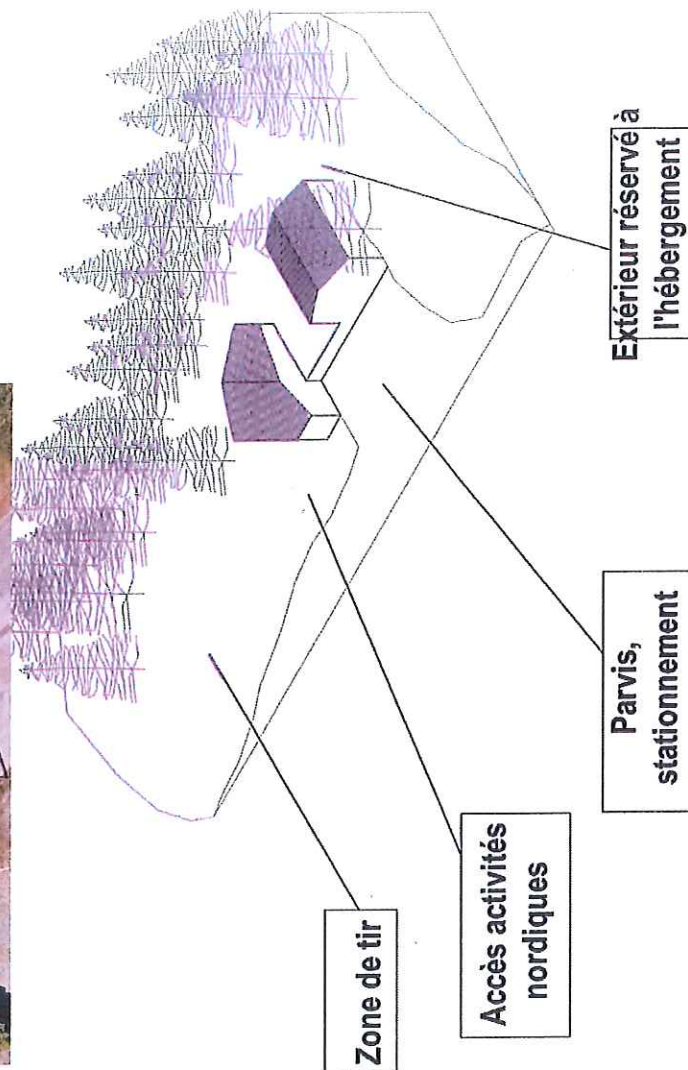 Zone de tir
Accès activités
nordiques
Parvis,
stationnement
Extérieur réservé à
l'hébergement